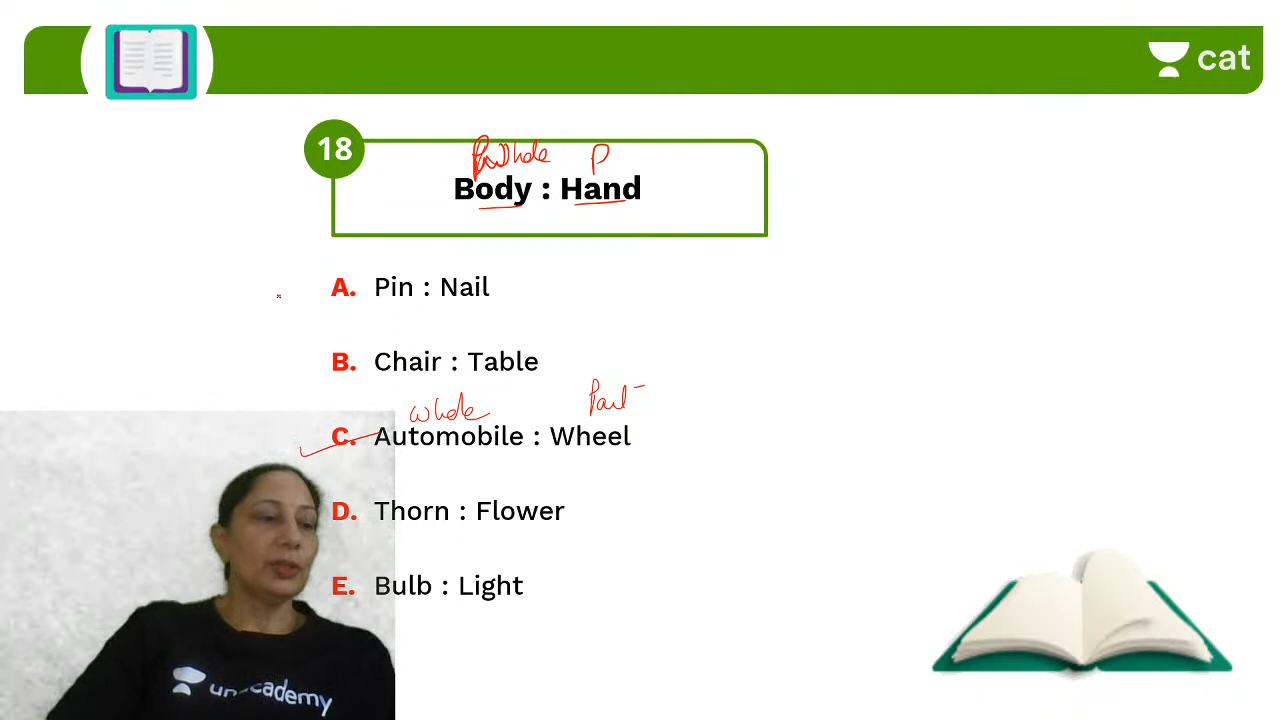 cat
18
Whole P
Body : Hand
A. Pin : Nail
B. Chair : Table
whole Part
C. Automobile : Wheel
D. Thorn : Flower
E. Bulb : Light
unacademy